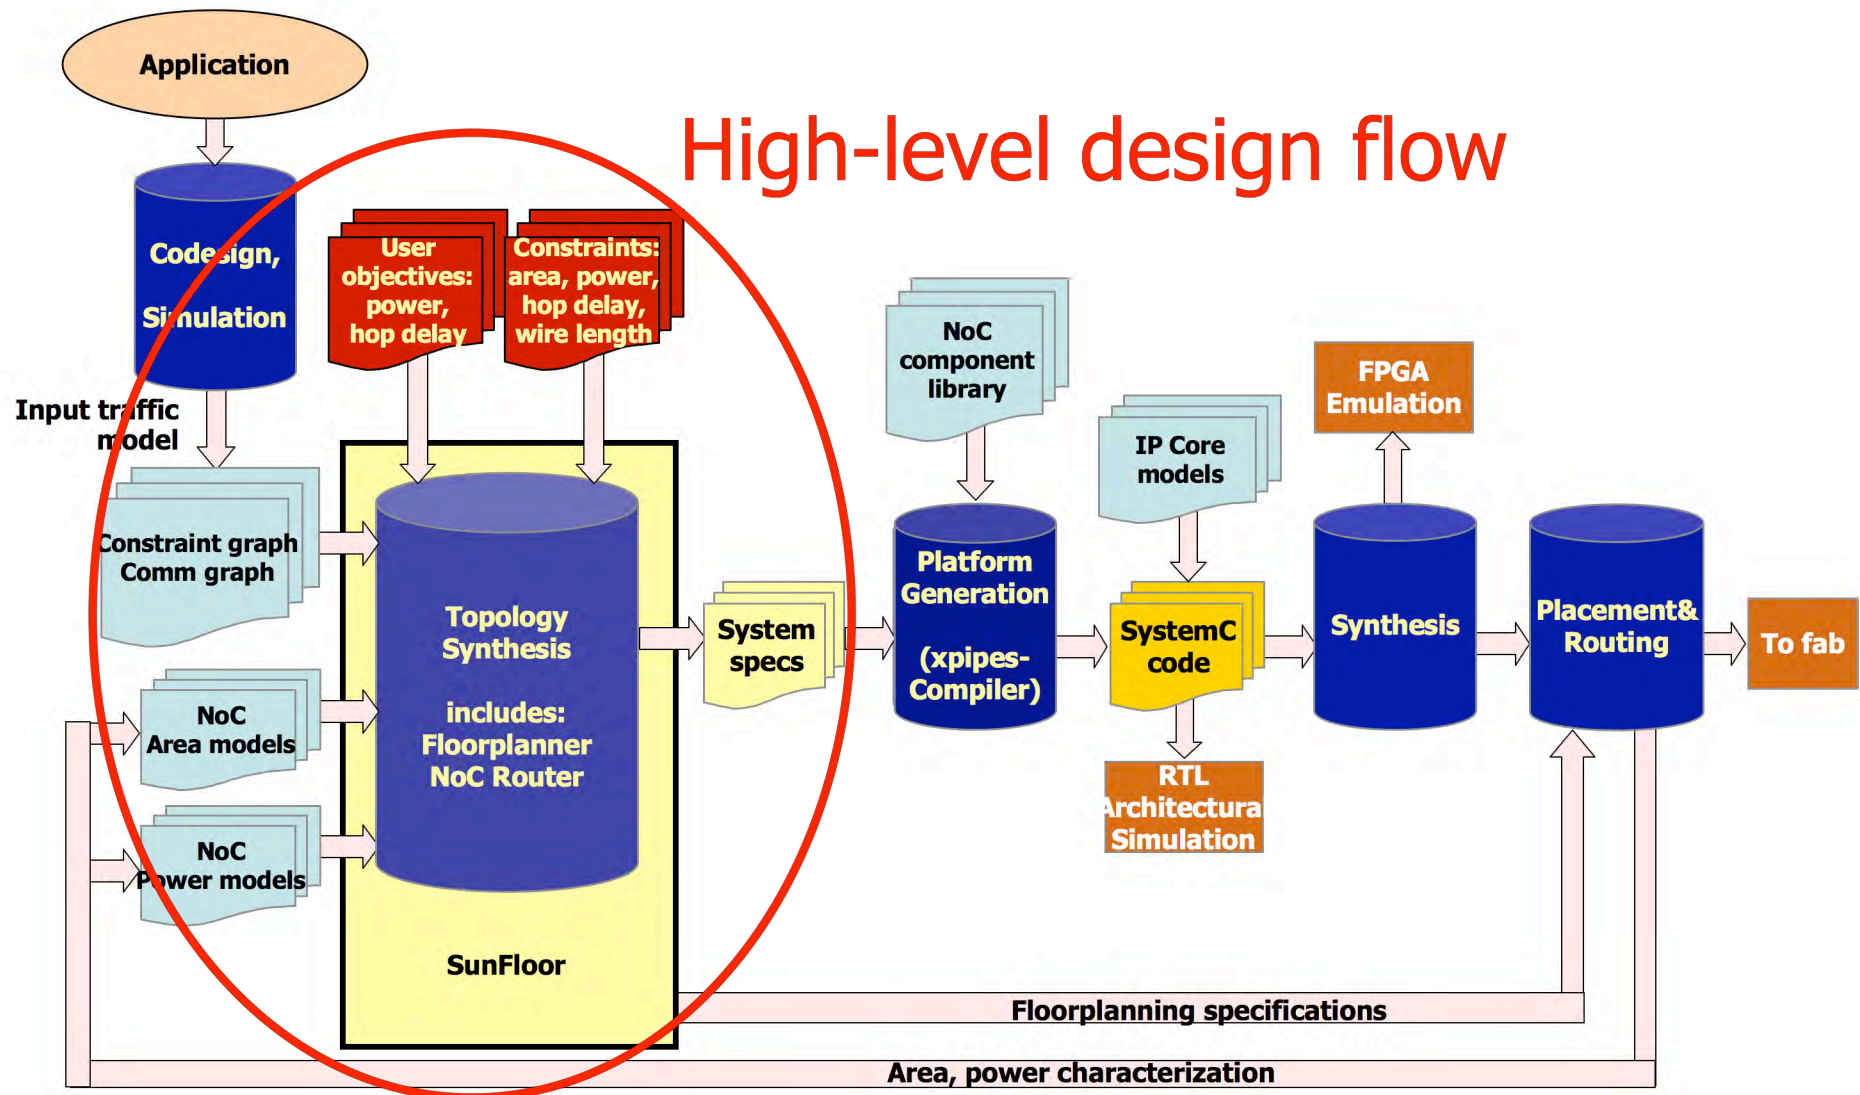 Application
High-level design flow
Codesign,
Simulation
User
objectives:
power,
hop delay
Constraints:
area, power,
hop delay,
wire length
Input traffic
model
NoC
component
library
IP Core
models
FPGA
Emulation
Constraint graph
Comm graph
Topology
Synthesis
includes:
Floorplanner
NoC Router
System
specs
Platform
Generation
(xpipes-
Compiler)
SystemC
code
Synthesis
Placement&
Routing
To fab
NoC
Area models
NoC
Power models
RTL
Architectura
Simulation
SunFloor
Floorplanning specifications
Area, power characterization